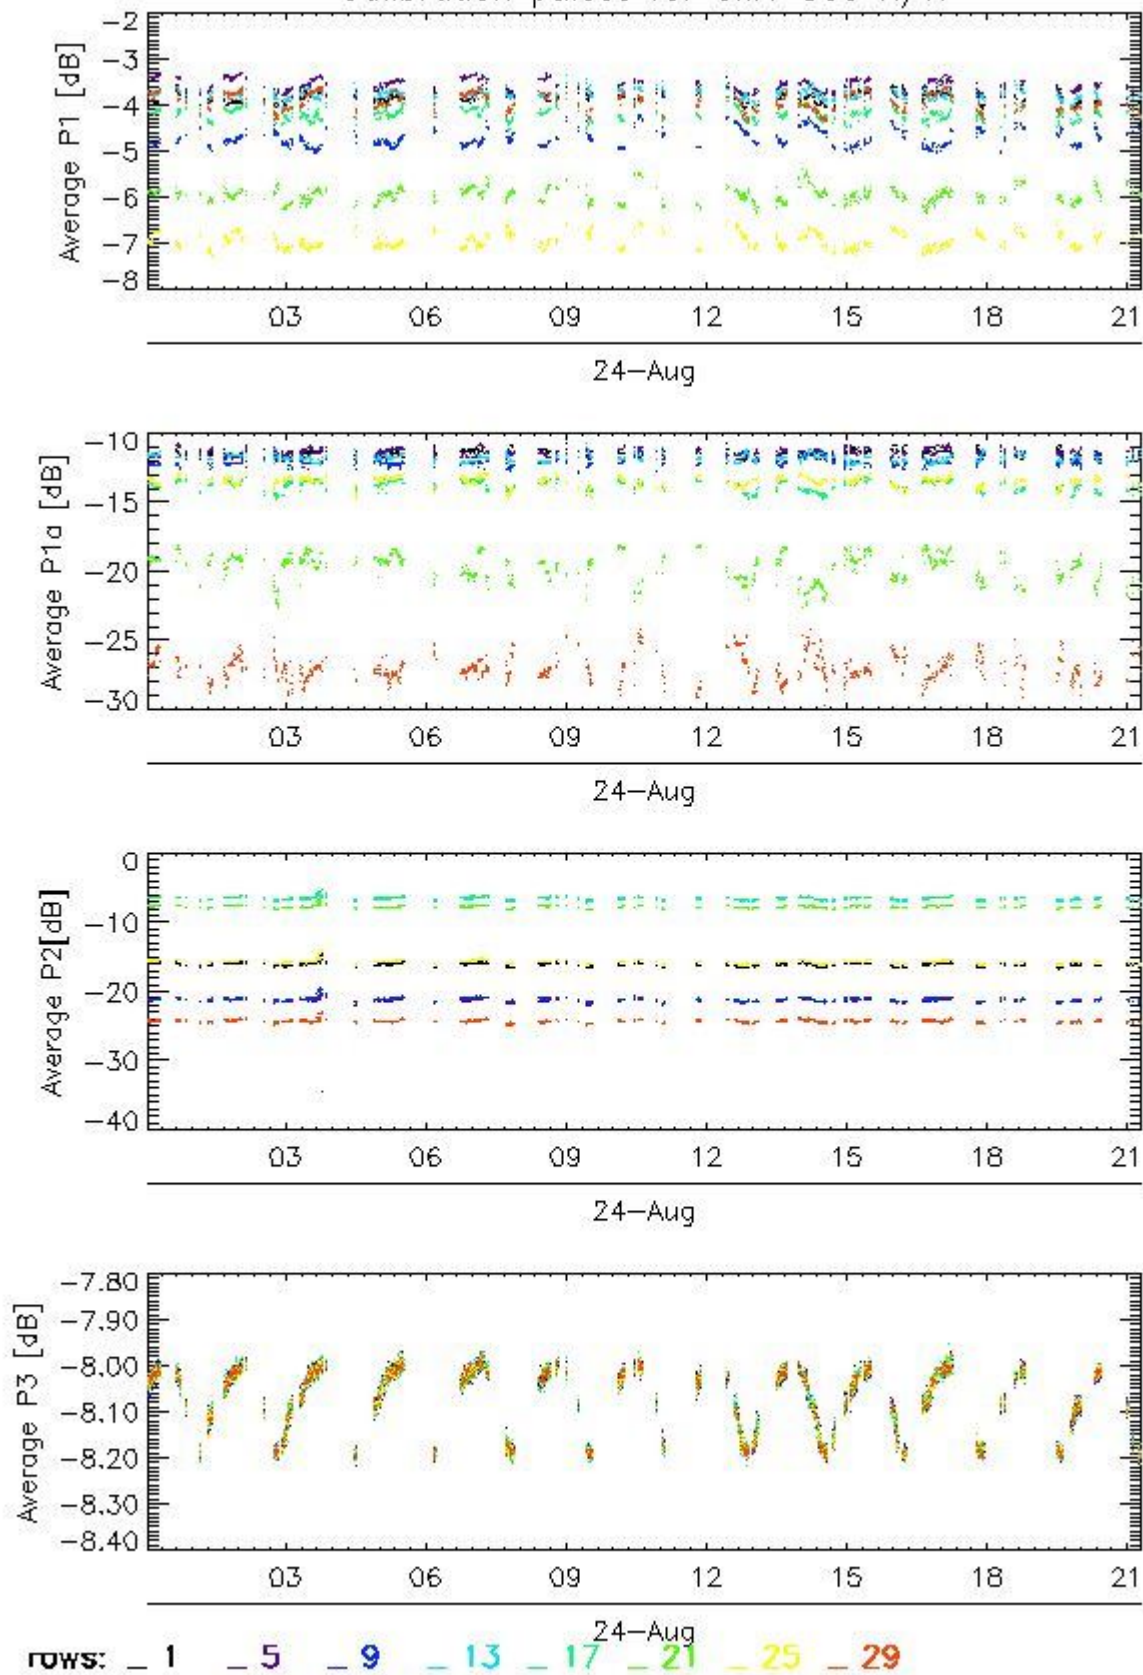 -2
-3
-4
-5
-6
-7
-8
Average P1 [dB]
03 06 09 12 15 18 21
24-Aug
-10
-15
-20
-25
-30
Average P1a [dB]
03 06 09 12 15 18 21
24-Aug
0
-10
-20
-30
-40
Average P2[dB]
03 06 09 12 15 18 21
24-Aug
-7.80
-7.90
-8.00
-8.10
-8.20
-8.30
-8.40
Average P3 [dB]
03 06 09 12 15 18 21
24-Aug
rows: _ 1 _ 5 _ 9 _ 13 _ 17 _ 21 _ 25 _ 29